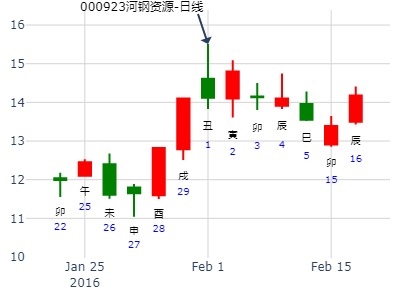 000923河钢资源-日线
16
15
14
13
12
11
10
卯
22
午
25
未
26
申
27
酉
28
戌
29
丑
1
寅
2
卯
3
辰
4
巳
5
卯
15
辰
16
Jan 25
2016
Feb 1
Feb 15